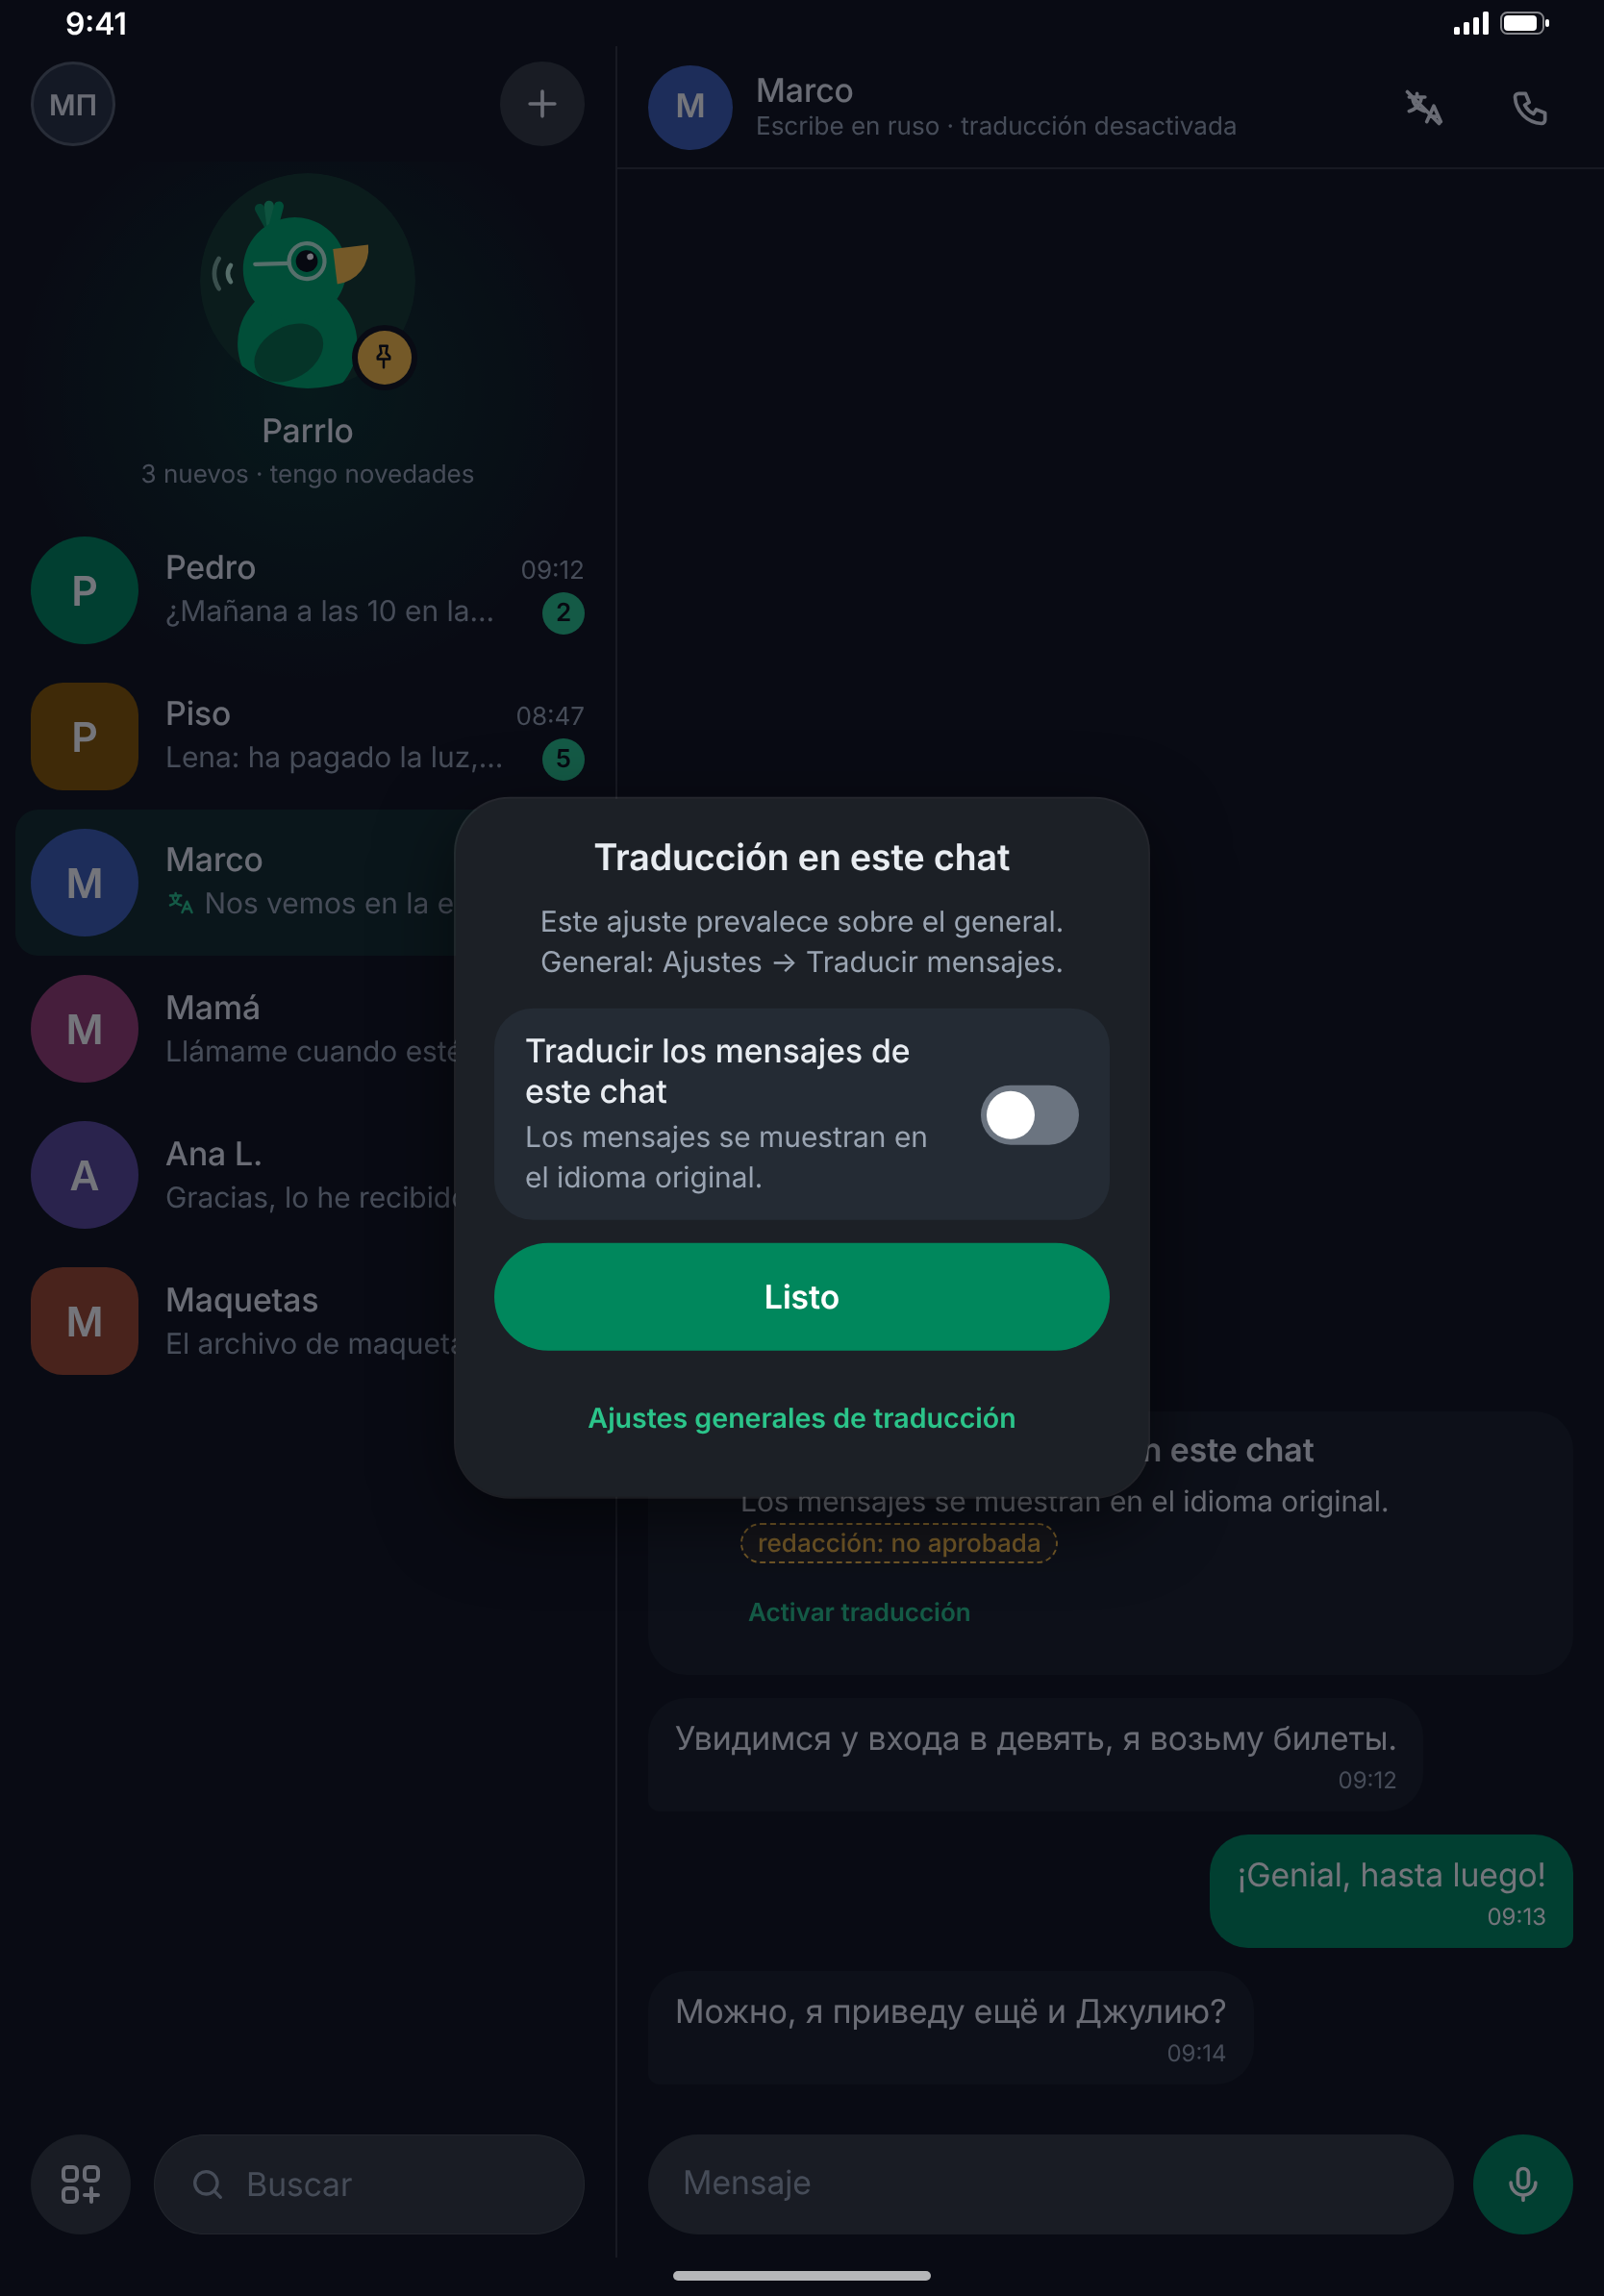 9:41
МП
Parrlo
3 nuevos · tengo novedades
P
Pedro
09:12
¿Mañana a las 10 en la...
2
P
Piso
08:47
Lena: ha pagado la luz,...
5
M
Marco
Nos vemos en la e
M
Mamá
Llámame cuando esté
A
Ana L.
Gracias, lo he recibido
M
Maquetas
El archivo de maqueta
Buscar
M
Marco
Escribe en ruso · traducción desactivada
Traducción en este chat
Este ajuste prevalece sobre el general.
General: Ajustes → Traducir mensajes.
Traducir los mensajes de
este chat
Los mensajes se muestran en
el idioma original.
Listo
Ajustes generales de traducción
este chat
Los mensajes se muestran en el idioma original.
redacción: no aprobada
Activar traducción
Увидимся у входа в девять, я возьму билеты.
09:12
¡Genial, hasta luego!
09:13
Можно, я приведу ещё и Джулию?
09:14
Mensaje